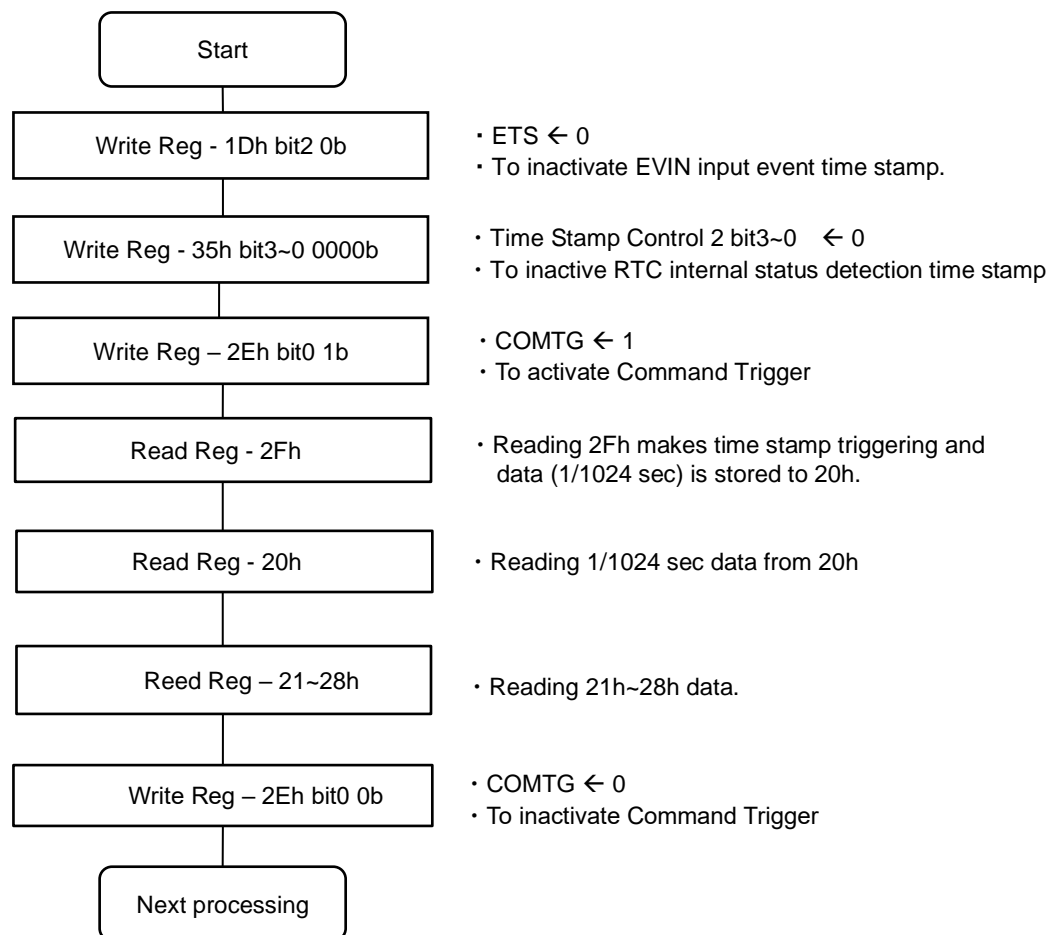 Start
Write Reg - 1Dh bit2 0b
・ETS ← 0
・To inactivate EVIN input event time stamp.
Write Reg - 35h bit3~0 0000b
・Time Stamp Control 2 bit3~0 ← 0
・To inactive RTC internal status detection time stamp
Write Reg – 2Eh bit0 1b
・COMTG ← 1
・To activate Command Trigger
Read Reg - 2Fh
・Reading 2Fh makes time stamp triggering and
data (1/1024 sec) is stored to 20h.
Read Reg - 20h
・Reading 1/1024 sec data from 20h
Reed Reg – 21~28h
・Reading 21h~28h data.
Write Reg – 2Eh bit0 0b
・COMTG ← 0
・To inactivate Command Trigger
Next processing